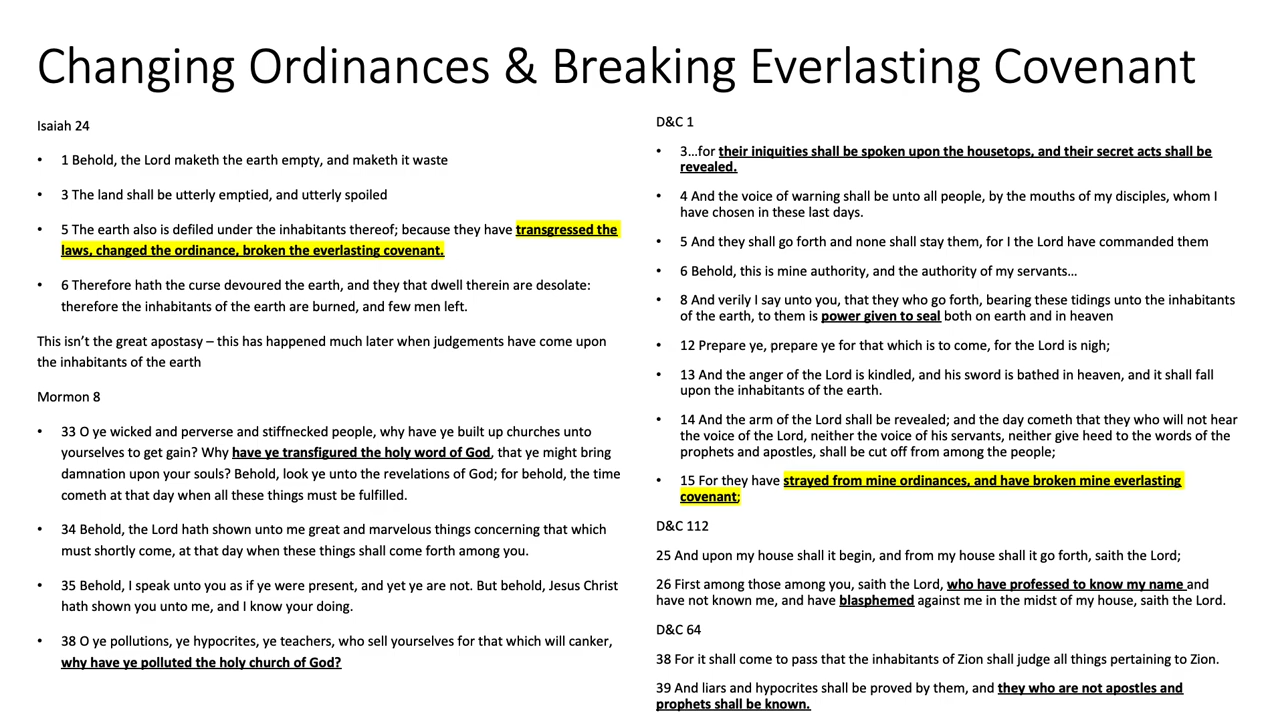 Changing Ordinances & Breaking Everlasting Covenant
Isaiah 24
• 1 Behold, the Lord maketh the earth empty, and maketh it waste
• 3 The land shall be utterly emptied, and utterly spoiled
• 5 The earth also is defiled under the inhabitants thereof; because they have transgressed the
laws, changed the ordinance, broken the everlasting covenant.
• 6 Therefore hath the curse devoured the earth, and they that dwell therein are desolate:
therefore the inhabitants of the earth are burned, and few men left.
This isn’t the great apostasy – this has happened much later when judgements have come upon
the inhabitants of the earth
Mormon 8
• 33 O ye wicked and perverse and stiffnecked people, why have ye built up churches unto
yourselves to get gain? Why have ye transfigured the holy word of God, that ye might bring
damnation upon your souls? Behold, look ye unto the revelations of God; for behold, the time
cometh at that day when all these things must be fulfilled.
• 34 Behold, the Lord hath shown unto me great and marvelous things concerning that which
must shortly come, at that day when these things shall come forth among you.
• 35 Behold, I speak unto you as if ye were present, and yet ye are not. But behold, Jesus Christ
hath shown you unto me, and I know your doing.
• 38 O ye pollutions, ye hypocrites, ye teachers, who sell yourselves for that which will canker,
why have ye polluted the holy church of God?
D&C 1
• 3…for their iniquities shall be spoken upon the housetops, and their secret acts shall be
revealed.
• 4 And the voice of warning shall be unto all people, by the mouths of my disciples, whom I
have chosen in these last days.
• 5 And they shall go forth and none shall stay them, for I the Lord have commanded them
• 6 Behold, this is mine authority, and the authority of my servants…
• 8 And verily I say unto you, that they who go forth, bearing these tidings unto the inhabitants
of the earth, to them is power given to seal both on earth and in heaven
• 12 Prepare ye, prepare ye for that which is to come, for the Lord is nigh;
• 13 And the anger of the Lord is kindled, and his sword is bathed in heaven, and it shall fall
upon the inhabitants of the earth.
• 14 And the arm of the Lord shall be revealed; and the day cometh that they who will not hear
the voice of the Lord, neither the voice of his servants, neither give heed to the words of the
prophets and apostles, shall be cut off from among the people;
• 15 For they have strayed from mine ordinances, and have broken mine everlasting
covenant;
D&C 112
25 And upon my house shall it begin, and from my house shall it go forth, saith the Lord;
26 First among those among you, saith the Lord, who have professed to know my name and
have not known me, and have blasphemed against me in the midst of my house, saith the Lord.
D&C 64
38 For it shall come to pass that the inhabitants of Zion shall judge all things pertaining to Zion.
39 And liars and hypocrites shall be proved by them, and they who are not apostles and
prophets shall be known.